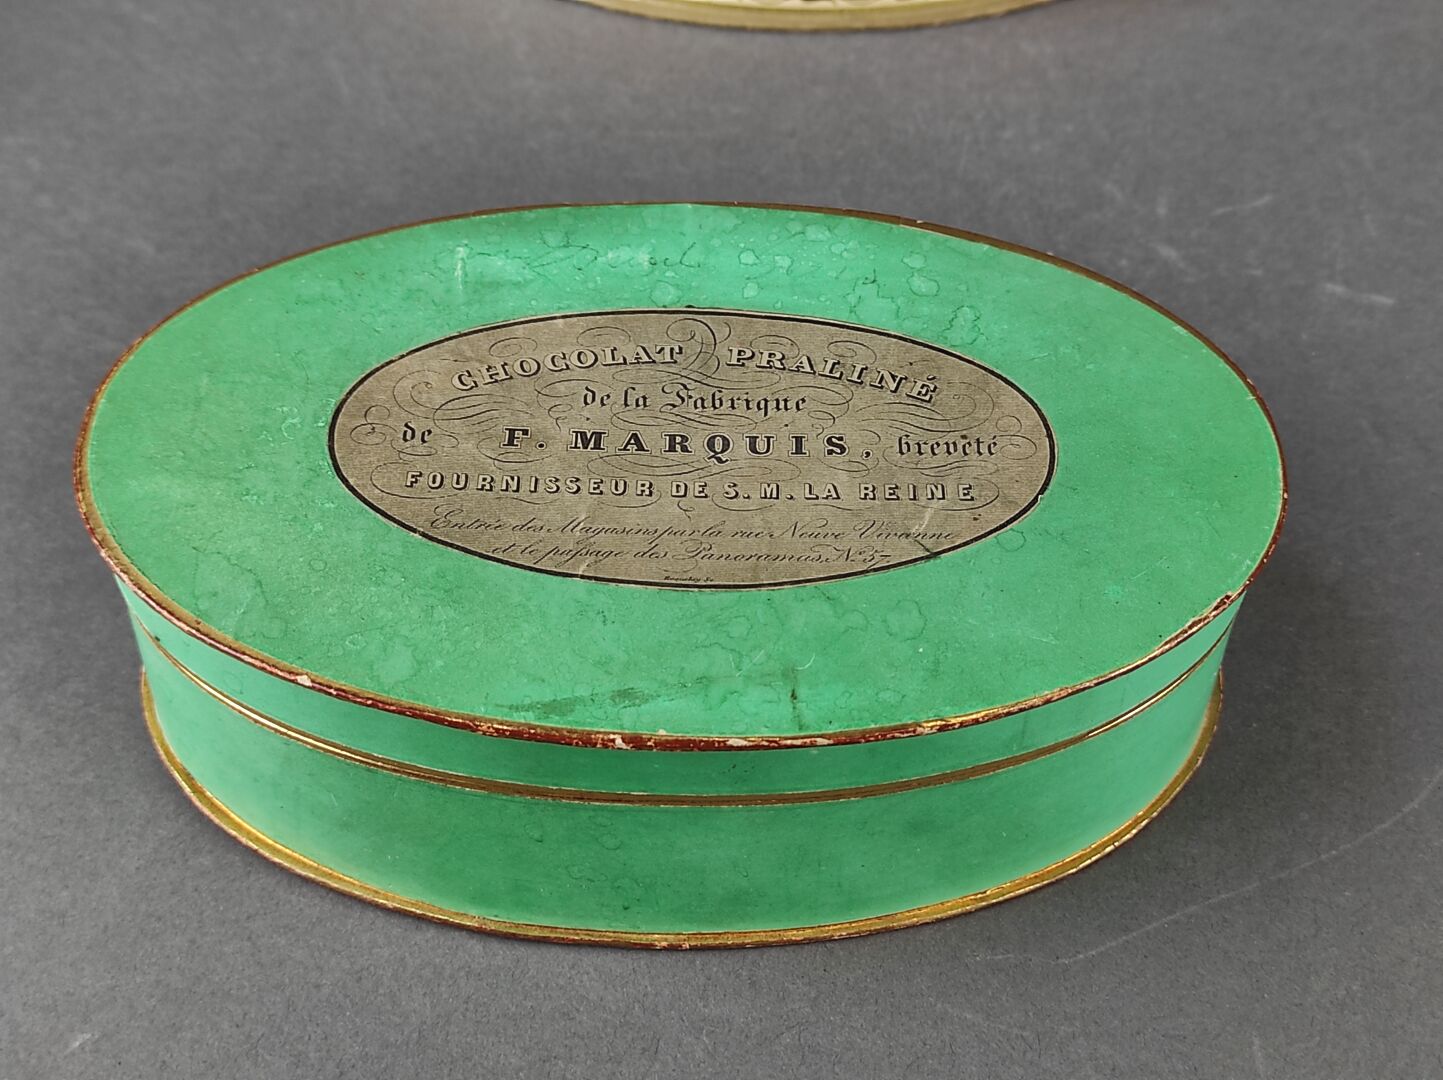 CHOCOLAT PRALINÉ
de la Fabrique
de F. MARQUIS, breveté
FOURNISSEUR DE S. M. LA REINE
Entrée des Magasins par la rue Neuve Vivienne
et le passage des Panoramas, Nº 57